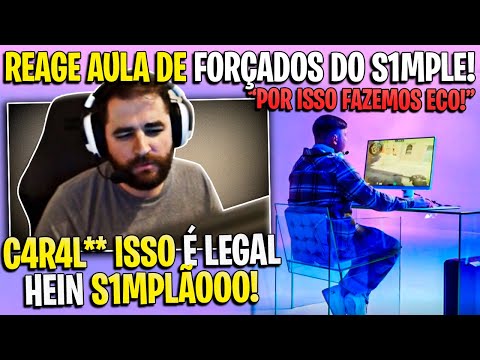 REAGE AULA DE FORÇADOS DO S1MPLE!
"POR ISSO FAZEMOS ECO!"
C4R4L** ISSO É LEGAL
HEIN S1MPLÃOOO!